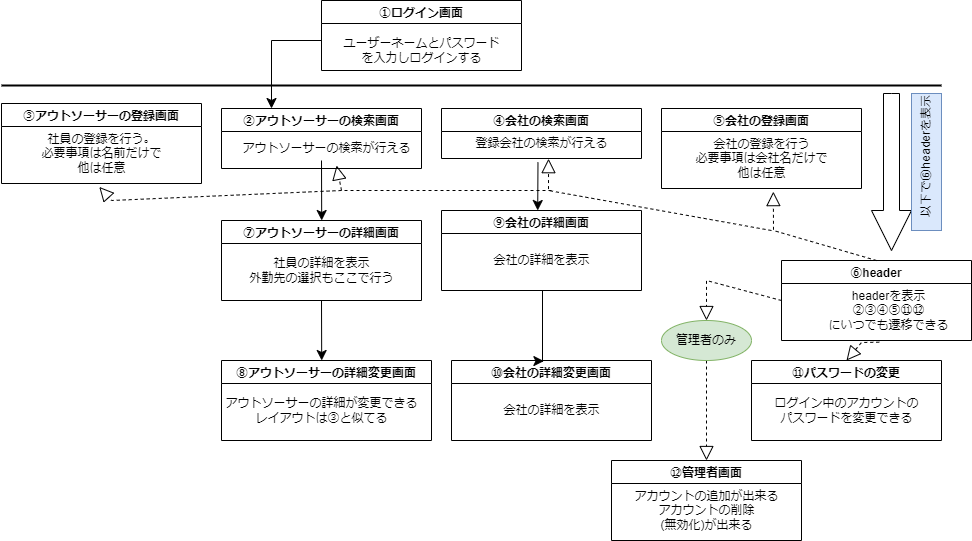 ①ログイン画面
ユーザーネームとパスワード
を入力しログインする
③アウトソーサーの登録画面
社員の登録を行う。
必要事項は名前だけで
他は任意
②アウトソーサーの検索画面
アウトソーサーの検索が行える
④会社の検索画面
登録会社の検索が行える
⑤会社の登録画面
会社の登録を行う
必要事項は会社名だけで
他は任意
以下で⑥headerを表示
⑦アウトソーサーの詳細画面
社員の詳細を表示
外勤先の選択もここで行う
⑨会社の詳細画面
会社の詳細を表示
⑥header
headerを表示
②③④⑤⑪⑫
にいつでも遷移できる
管理者のみ
⑧アウトソーサーの詳細変更画面
アウトソーサーの詳細が変更できる
レイアウトは③と似てる
⑩会社の詳細変更画面
会社の詳細を表示
⑪パスワードの変更
ログイン中のアカウントの
パスワードを変更できる
⑫管理者画面
アカウントの追加が出来る
アカウントの削除
(無効化)が出来る